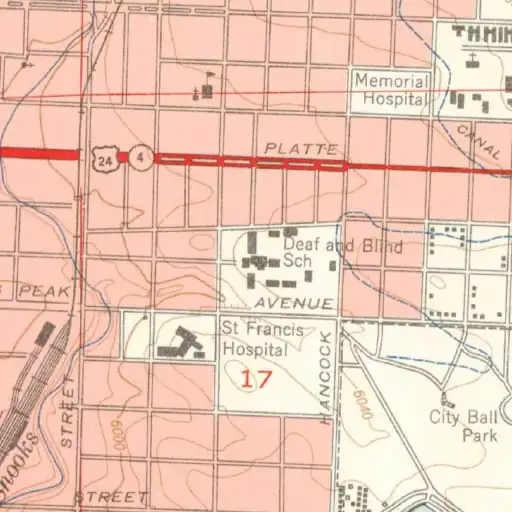 Memorial
Hospital
CANAL
PLATTE
24
4
Deaf and Blind
Sch
PEAK
AVENUE
St Francis
Hospital
17
HANCOCK
6040
6000
City Ball
Park
STREET
STREET